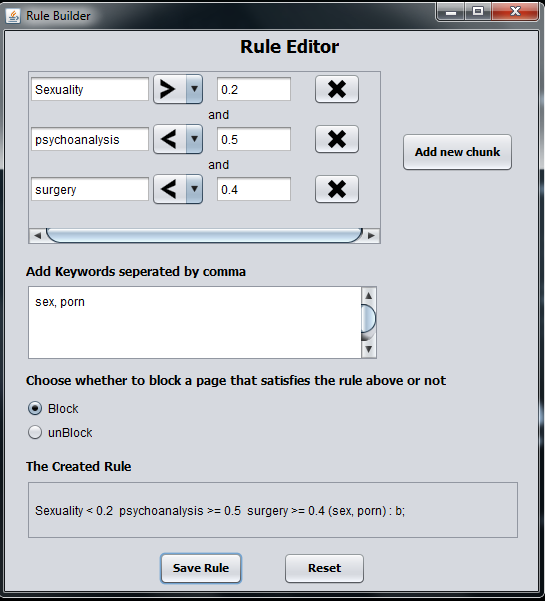 Rule Builder
Rule Editor
Sexuality > 0.2
and
psychoanalysis < 0.5
and
surgery < 0.4
Add new chunk
Add Keywords seperated by comma
sex, porn
Choose whether to block a page that satisfies the rule above or not
Block
unBlock
The Created Rule
Sexuality < 0.2 psychoanalysis >= 0.5 surgery >= 0.4 (sex, porn) : b;
Save Rule Reset